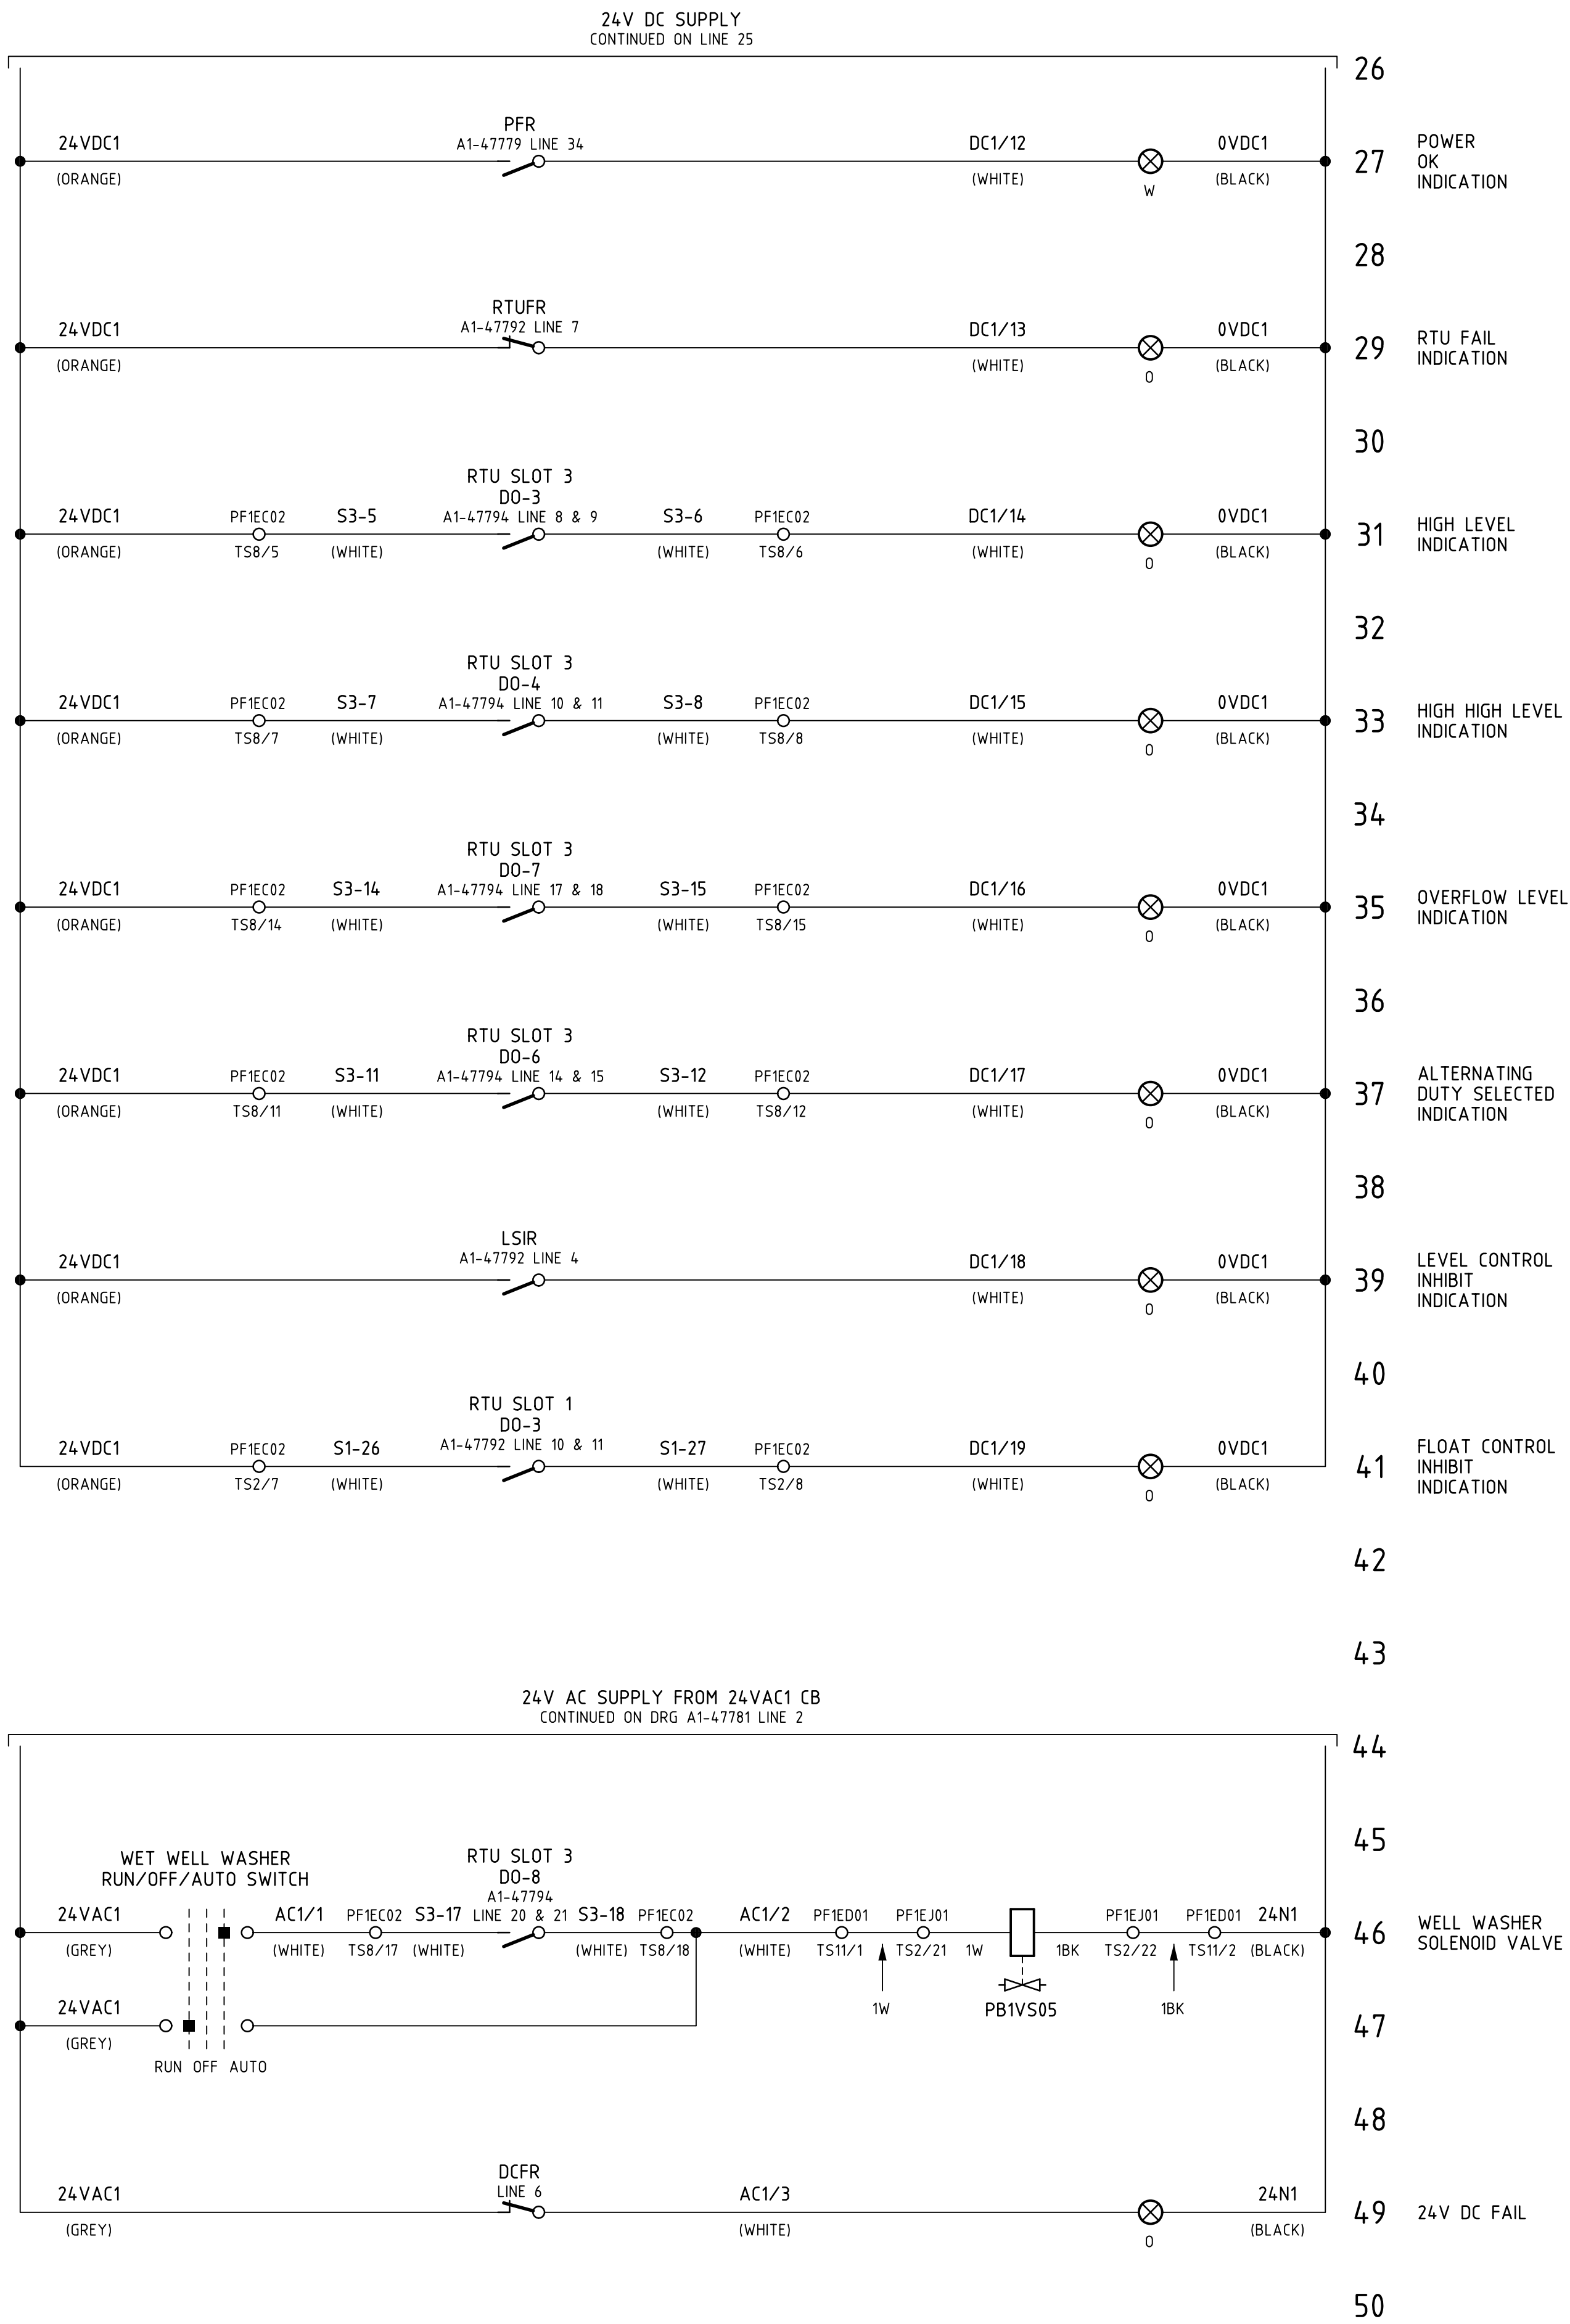 24V DC SUPPLY
CONTINUED ON LINE 25
26
PFR
A1-47779 LINE 34
24VDC1
(ORANGE)
DC1/12
(WHITE)
W
0VDC1
(BLACK)
27
POWER
OK
INDICATION
28
RTUFR
A1-47792 LINE 7
24VDC1
(ORANGE)
DC1/13
(WHITE)
O
0VDC1
(BLACK)
29
RTU FAIL
INDICATION
30
RTU SLOT 3
DO-3
A1-47794 LINE 8 & 9
24VDC1
(ORANGE)
PF1EC02
TS8/5
S3-5
(WHITE)
S3-6
(WHITE)
PF1EC02
TS8/6
DC1/14
(WHITE)
O
0VDC1
(BLACK)
31
HIGH LEVEL
INDICATION
32
RTU SLOT 3
DO-4
A1-47794 LINE 10 & 11
24VDC1
(ORANGE)
PF1EC02
TS8/7
S3-7
(WHITE)
S3-8
(WHITE)
PF1EC02
TS8/8
DC1/15
(WHITE)
O
0VDC1
(BLACK)
33
HIGH HIGH LEVEL
INDICATION
34
RTU SLOT 3
DO-7
A1-47794 LINE 17 & 18
24VDC1
(ORANGE)
PF1EC02
TS8/14
S3-14
(WHITE)
S3-15
(WHITE)
PF1EC02
TS8/15
DC1/16
(WHITE)
O
0VDC1
(BLACK)
35
OVERFLOW LEVEL
INDICATION
36
RTU SLOT 3
DO-6
A1-47794 LINE 14 & 15
24VDC1
(ORANGE)
PF1EC02
TS8/11
S3-11
(WHITE)
S3-12
(WHITE)
PF1EC02
TS8/12
DC1/17
(WHITE)
O
0VDC1
(BLACK)
37
ALTERNATING
DUTY SELECTED
INDICATION
38
LSIR
A1-47792 LINE 4
24VDC1
(ORANGE)
DC1/18
(WHITE)
O
0VDC1
(BLACK)
39
LEVEL CONTROL
INHIBIT
INDICATION
40
RTU SLOT 1
DO-3
A1-47792 LINE 10 & 11
24VDC1
(ORANGE)
PF1EC02
TS2/7
S1-26
(WHITE)
S1-27
(WHITE)
PF1EC02
TS2/8
DC1/19
(WHITE)
O
0VDC1
(BLACK)
41
FLOAT CONTROL
INHIBIT
INDICATION
42
43
24V AC SUPPLY FROM 24VAC1 CB
CONTINUED ON DRG A1-47781 LINE 2
44
45
WET WELL WASHER
RUN/OFF/AUTO SWITCH
RTU SLOT 3
DO-8
A1-47794
LINE 20 & 21
24VAC1
(GREY)
AC1/1
(WHITE)
PF1EC02
TS8/17
S3-17
(WHITE)
S3-18
(WHITE)
PF1EC02
TS8/18
AC1/2
(WHITE)
PF1ED01
TS11/1
1W
PF1EJ01
TS2/21
1W
PB1VS05
1BK
PF1EJ01
TS2/22
1BK
PF1ED01
TS11/2
24N1
(BLACK)
46
WELL WASHER
SOLENOID VALVE
24VAC1
(GREY)
RUN OFF AUTO
47
48
DCFR
LINE 6
24VAC1
(GREY)
AC1/3
(WHITE)
O
24N1
(BLACK)
49
24V DC FAIL
50